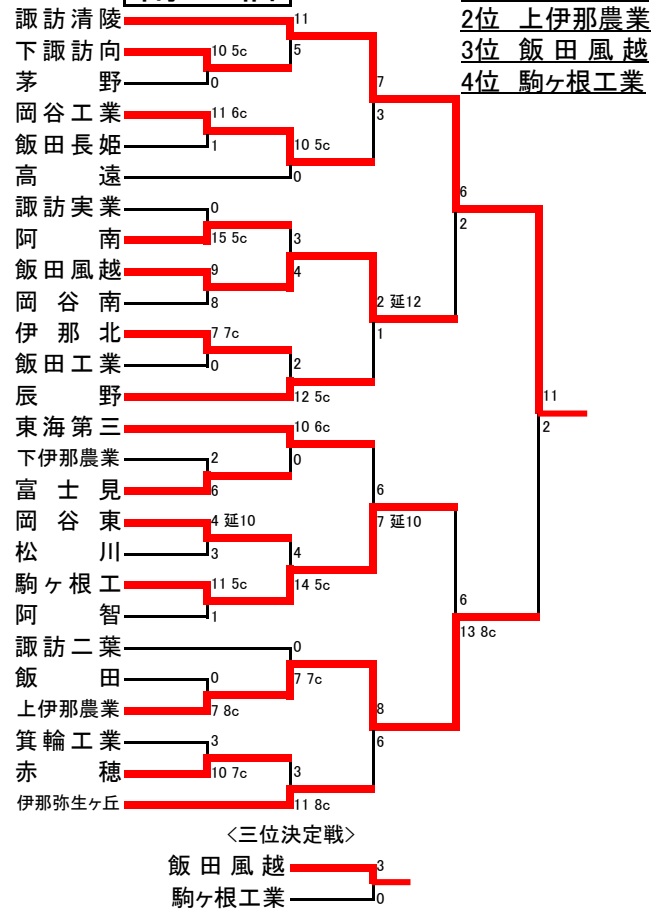 諏訪清陵 11
2位 上伊那農業
下諏訪向 10 5c 5
3位 飯田風越
茅野 0 7
4位 駒ヶ根工業
岡谷工業 11 6c 3
飯田長姫 1 10 5c
高遠 0
諏訪実業 0 6
阿南 15 5c 3 2
飯田風越 9 4
岡谷南 8 2 延12
伊那北 7 7c 1
飯田工業 0 2
辰野 12 5c 11
東海第三 10 6c 2
下伊那農業 2 0
富士見 6 6
岡谷東 4 延10 7 延10
松川 3 4
駒ヶ根工 11 5c 14 5c 6
阿智 1 13 8c
諏訪二葉 0
飯田 0 7 7c
上伊那農業 7 8c 8
箕輪工業 3 6
赤穂 10 7c 3
伊那弥生ヶ丘 11 8c
<三位決定戦>
飯田風越 3
駒ヶ根工業 0